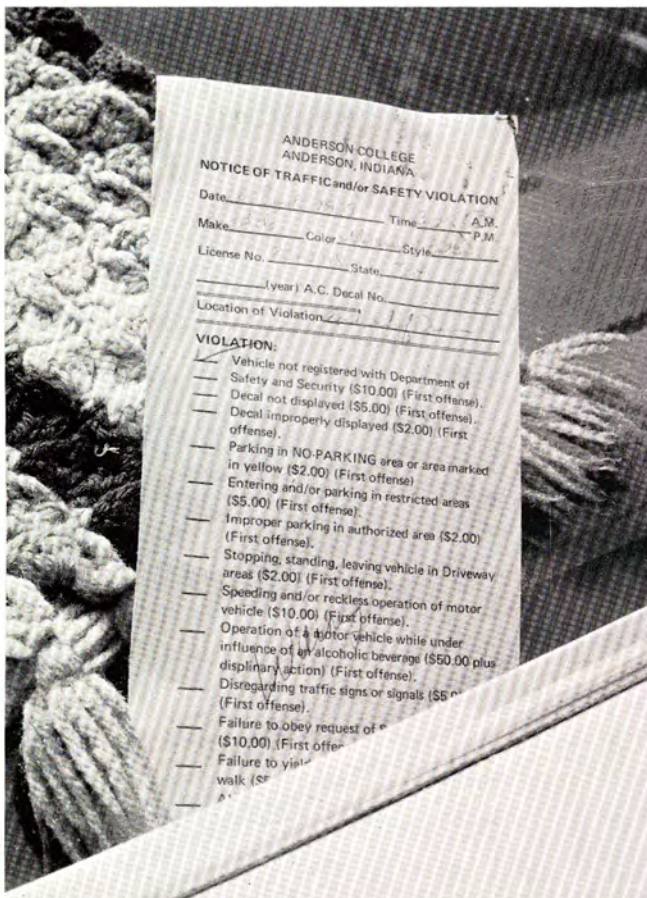 ANDERSON COLLEGE
ANDERSON, INDIANA
NOTICE OF TRAFFIC and/or SAFETY VIOLATION
Date Time A.M.
P.M.
Make Color Style
License No. State
(year) A.C. Decal No.
Location of Violation
VIOLATION:
Vehicle not registered with Department of
Safety and Security ($10.00) (First offense).
Decal not displayed ($5.00) (First offense).
Decal improperly displayed ($2.00) (First
offense).
Parking in NO-PARKING area or area marked
in yellow ($2.00) (First offense)
Entering and/or parking in restricted areas
($5.00) (First offense).
Improper parking in authorized area ($2.00)
(First offense).
Stopping, standing, leaving vehicle in Driveway
areas ($2.00) (First offense).
Speeding and/or reckless operation of motor
vehicle ($10.00) (First offense).
Operation of a motor vehicle while under
influence of an alcoholic beverage ($50.00 plus
displinary action) (First offense).
Disregarding traffic signs or signals
(First offense).
Failure to obey request of
($10.00) (First
Failure to
walk